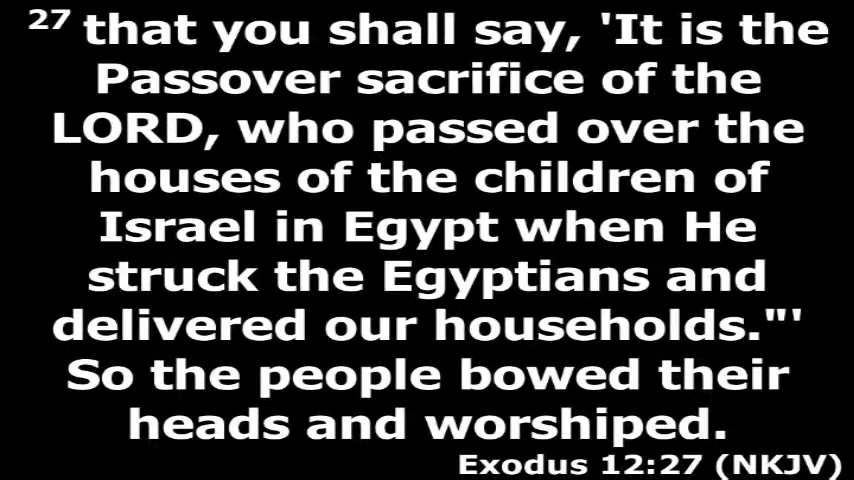 27 that you shall say, 'It is the
Passover sacrifice of the
LORD, who passed over the
houses of the children of
Israel in Egypt when He
struck the Egyptians and
delivered our households."'
So the people bowed their
heads and worshiped.
Exodus 12:27 (NKJV)